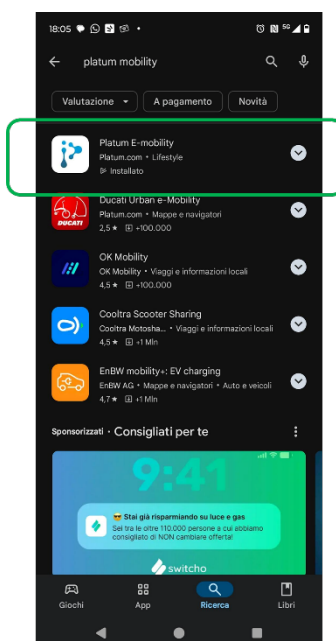 18:05
5G
platum mobility
Valutazione
A pagamento
Novità
Platum E-mobility
Platum.com • Lifestyle
Installato
Ducati Urban e-Mobility
Platum.com • Mappe e navigatori
2,5 ★ +100.000
DUCATI
OK Mobility
OK Mobility • Viaggi e informazioni locali
4,5 ★ +100.000
Cooltra Scooter Sharing
Cooltra Motosha... • Viaggi e informazioni locali
4,5 ★ +1 Mln
EnBW mobility+: EV charging
EnBW AG • Mappe e navigatori • Auto e veicoli
4,7 ★ +1 Mln
Sponsorizzati • Consigliati per te
9:41
Stai già risparmiando su luce e gas
Sei tra le oltre 110.000 persone a cui abbiamo
consigliato di NON cambiare offerta!
switcho
Giochi
App
Ricerca
Libri